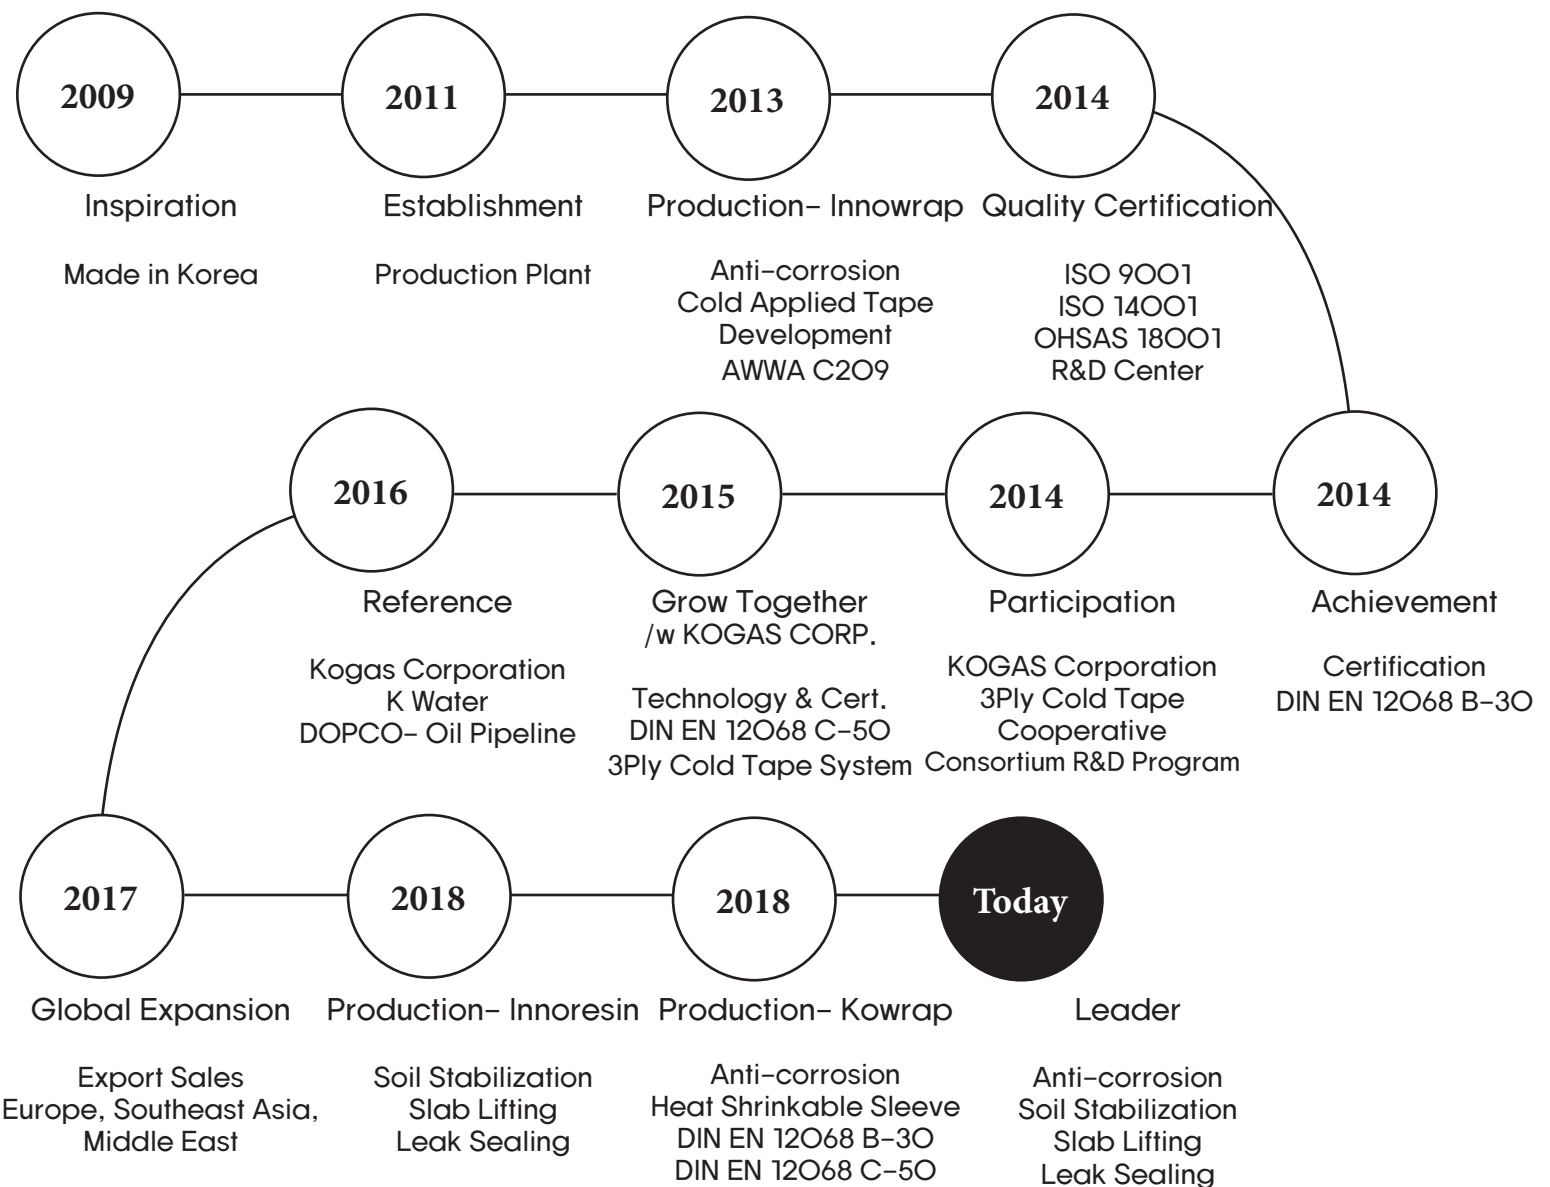 2009
Inspiration
Made in Korea
2011
Establishment
Production Plant
2013
Production- Innowrap
Anti-corrosion
Cold Applied Tape
Development
AWWA C209
2014
Quality Certification
ISO 9001
ISO 14001
OHSAS 18001
R&D Center
2014
Achievement
Certification
DIN EN 12068 B-30
2014
Participation
KOGAS Corporation
3Ply Cold Tape
Cooperative
Consortium R&D Program
2015
Grow Together
/w KOGAS CORP.
Technology & Cert.
DIN EN 12068 C-50
3Ply Cold Tape System
2016
Reference
Kogas Corporation
K Water
DOPCO- Oil Pipeline
2017
Global Expansion
Export Sales
Europe, Southeast Asia,
Middle East
2018
Production- Innoresin
Soil Stabilization
Slab Lifting
Leak Sealing
2018
Production- Kowrap
Anti-corrosion
Heat Shrinkable Sleeve
DIN EN 12068 B-30
DIN EN 12068 C-50
Today
Leader
Anti-corrosion
Soil Stabilization
Slab Lifting
Leak Sealing